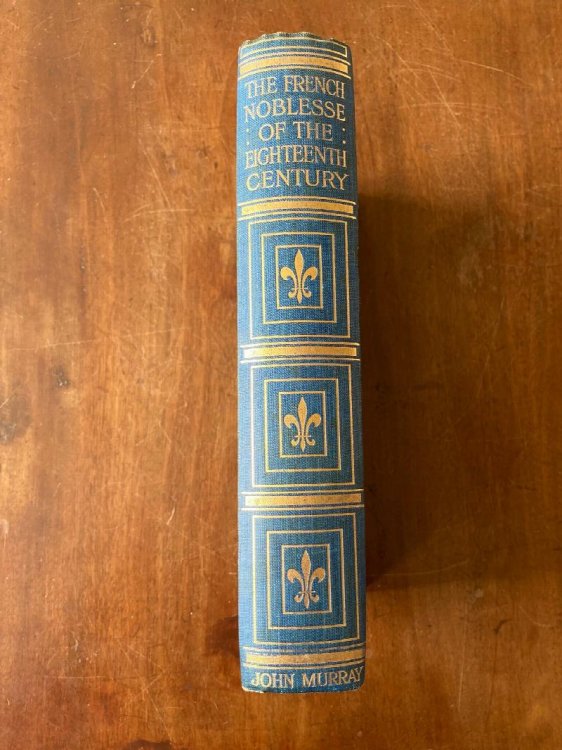 THE FRENCH
NOBLESSE
: OF THE :
EIGHTEENTH
CENTURY
JOHN MURRAY